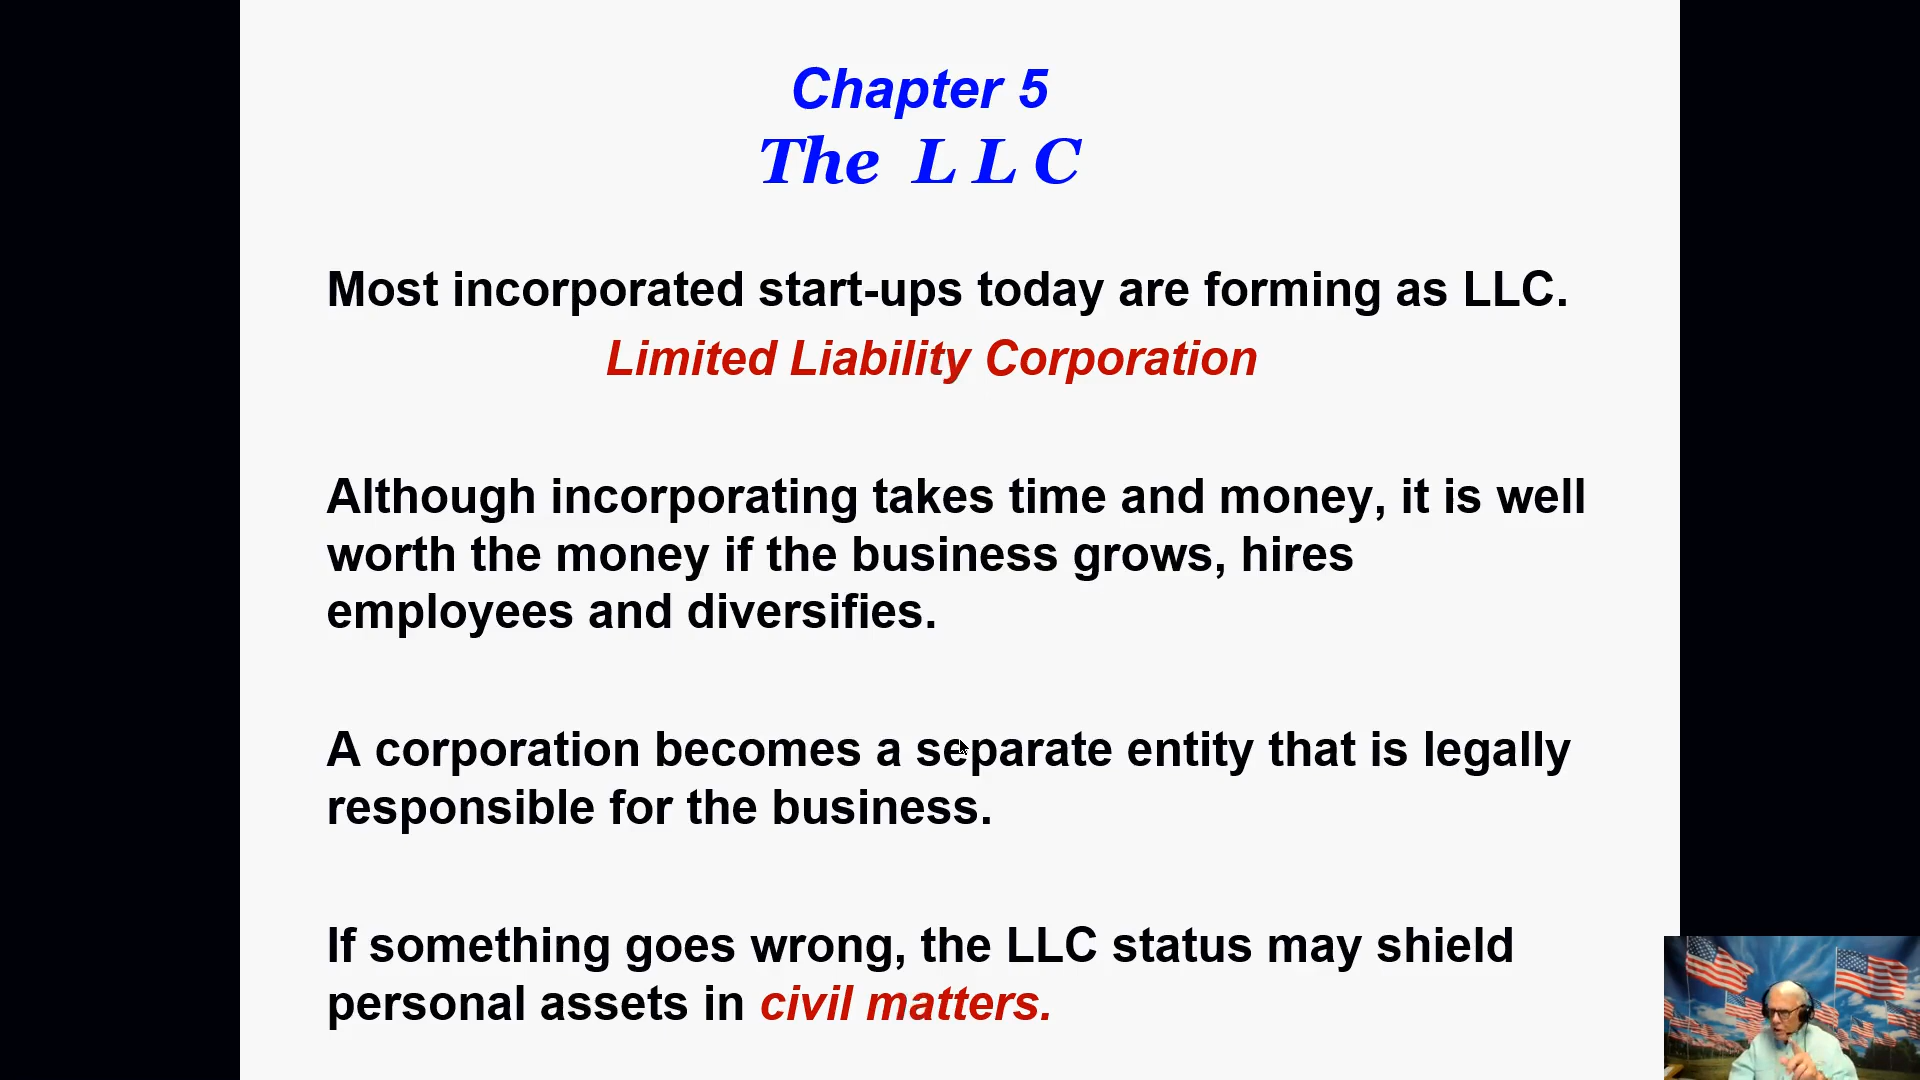 Chapter 5
The L L C
Most incorporated start-ups today are forming as LLC.
Limited Liability Corporation
Although incorporating takes time and money, it is well
worth the money if the business grows, hires
employees and diversifies.
A corporation becomes a separate entity that is legally
responsible for the business.
If something goes wrong, the LLC status may shield
personal assets in civil matters.